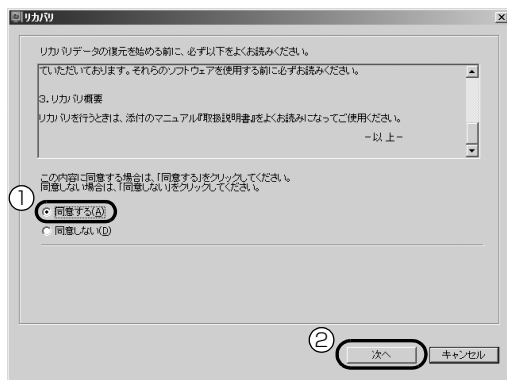 リカバリ
リカバリデータの復元を始める前に、必ず以下をよくお読みください。
ていただいております。それらのソフトウェアを使用する前に必ずお読みください。
3. リカバリ概要
リカバリを行うときは、添付のマニュアル『取扱説明書』をよくお読みになってご使用ください。
－以上－
この内容に同意する場合は、「同意する」をクリックしてください。
同意しない場合は、「同意しない」をクリックしてください。
①
同意する(A)
同意しない(D)
②
次へ
キャンセル